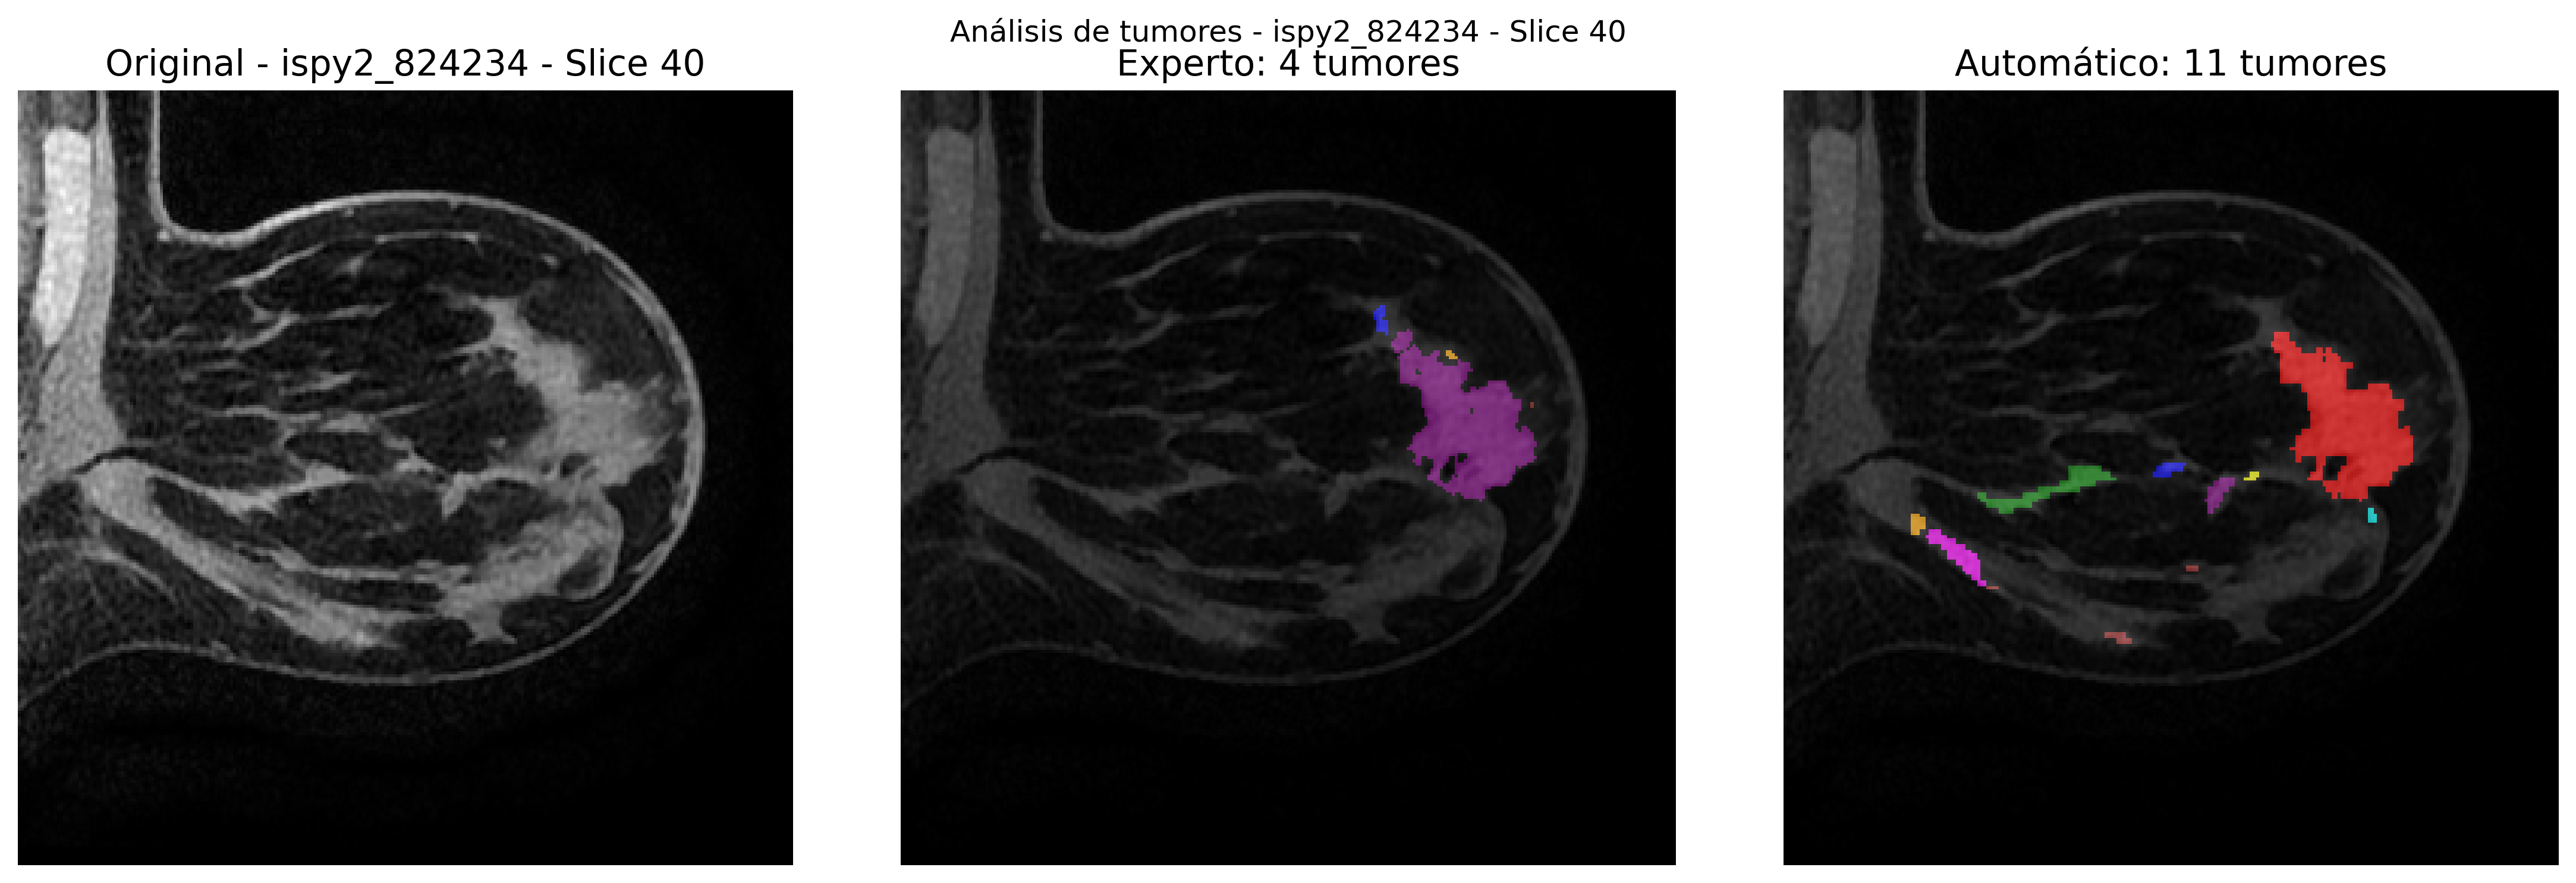 Análisis de tumores - ispy2_824234 - Slice 40
Original - ispy2_824234 - Slice 40
Experto: 4 tumores
Automático: 11 tumores